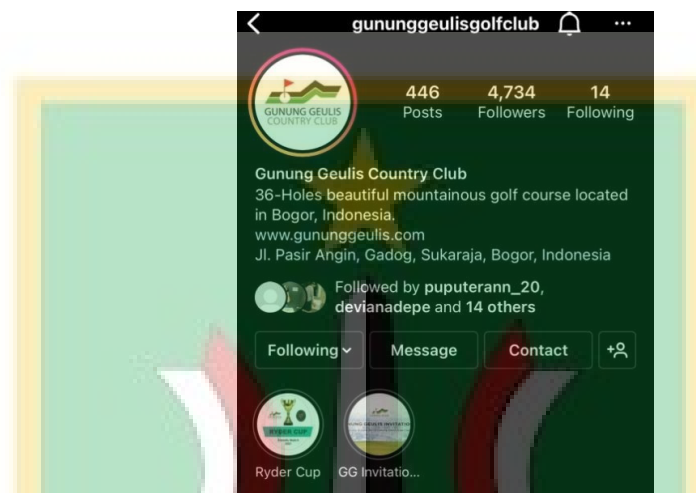 gununggeulisgolfclub
446
Posts
4,734
Followers
14
Following
GUNUNG GEULIS
COUNTRY CLUB
Gunung Geulis Country Club
36-Holes beautiful mountainous golf course located
in Bogor, Indonesia.
www.gununggeulis.com
Jl. Pasir Angin, Gadog, Sukaraja, Bogor, Indonesia
Followed by puputerann_20,
devianadepe and 14 others
Following
Message
Contact
RYDER CUP
Ryder Cup
GG Invitatio...